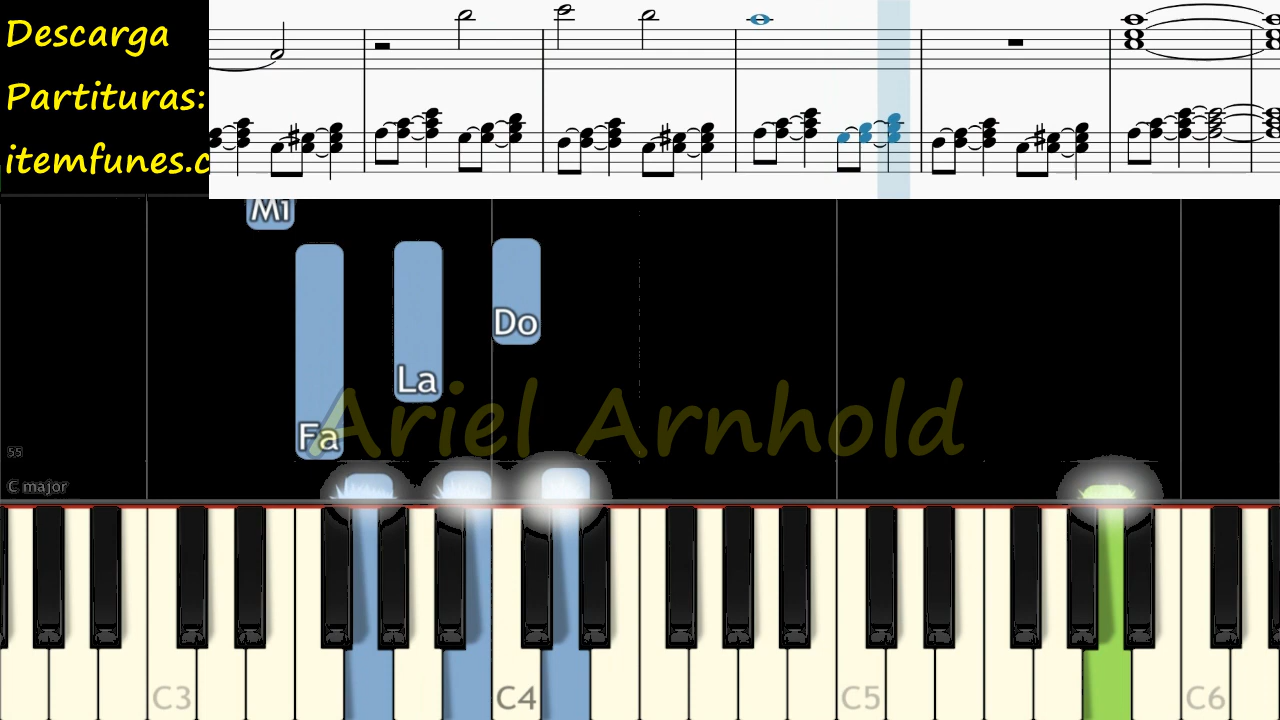 Descarga
Partituras:
itemfunes.c
Mi
Do
La
Fa
Ariel Arnhold
55
C major
C3
C4
C5
C6